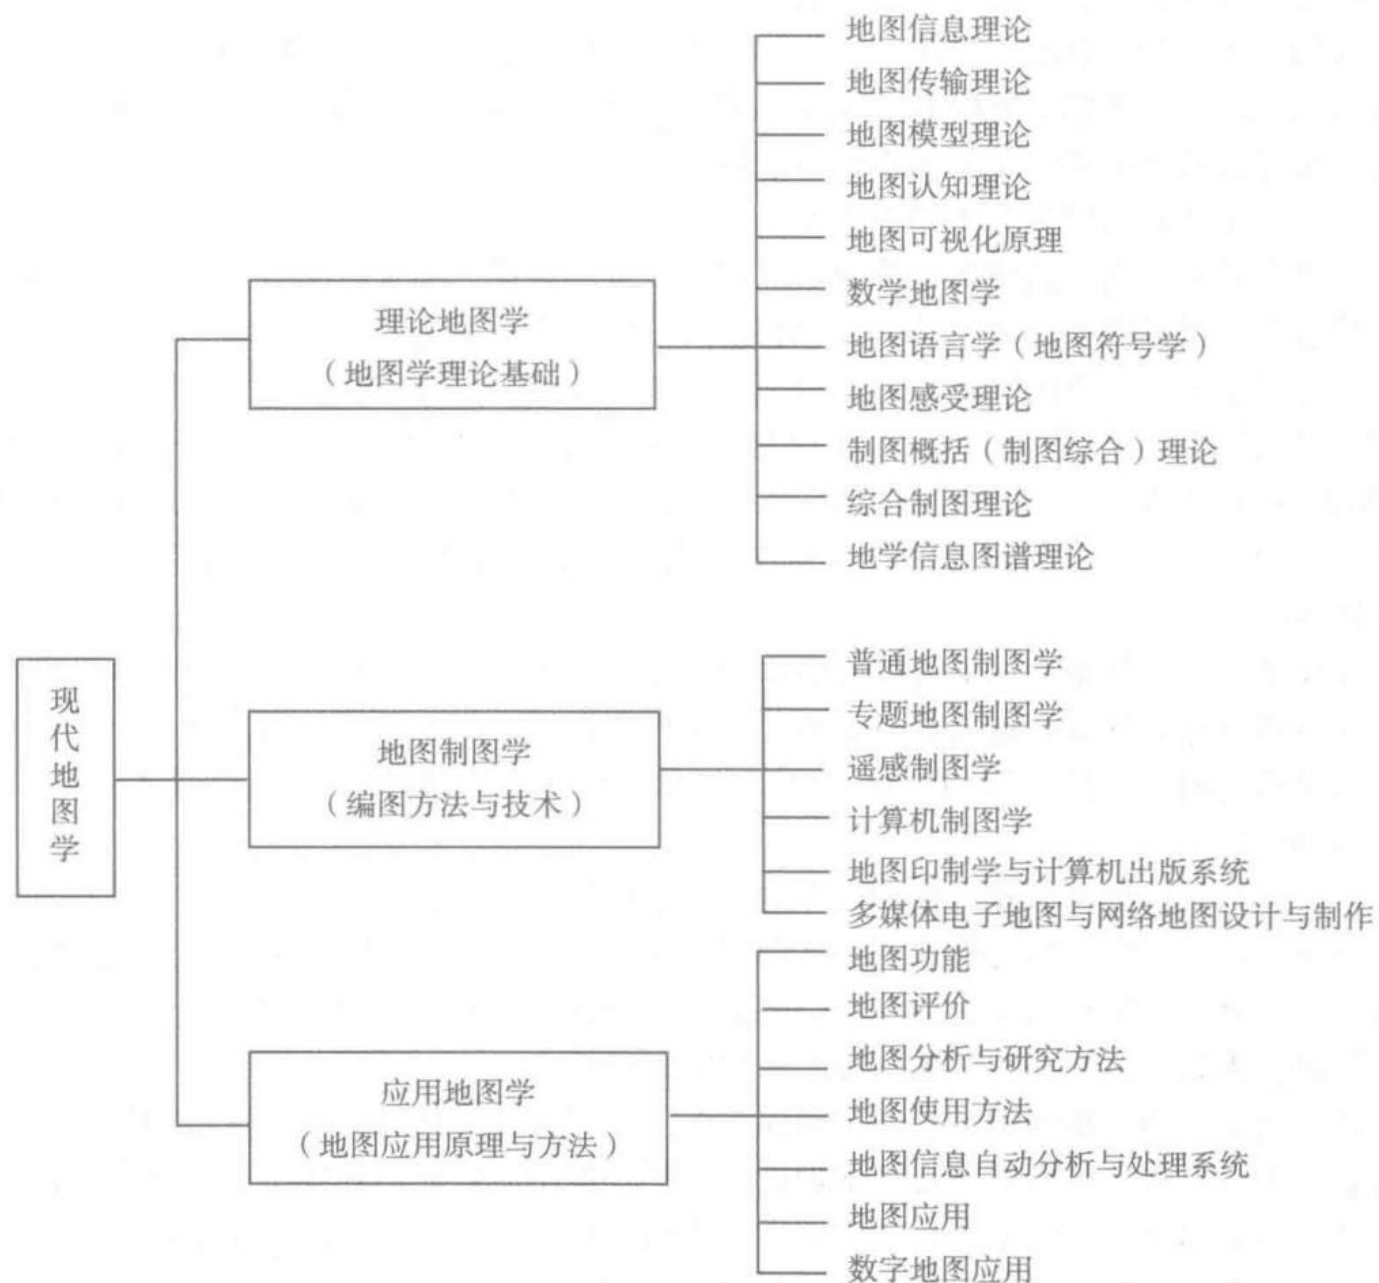 现代地图学
理论地图学
（地图学理论基础）
地图信息理论
地图传输理论
地图模型理论
地图认知理论
地图可视化原理
数学地图学
地图语言学（地图符号学）
地图感受理论
制图概括（制图综合）理论
综合制图理论
地学信息图谱理论
地图制图学
（编图方法与技术）
普通地图制图学
专题地图制图学
遥感制图学
计算机制图学
地图印制学与计算机出版系统
多媒体电子地图与网络地图设计与制作
应用地图学
（地图应用原理与方法）
地图功能
地图评价
地图分析与研究方法
地图使用方法
地图信息自动分析与处理系统
地图应用
数字地图应用